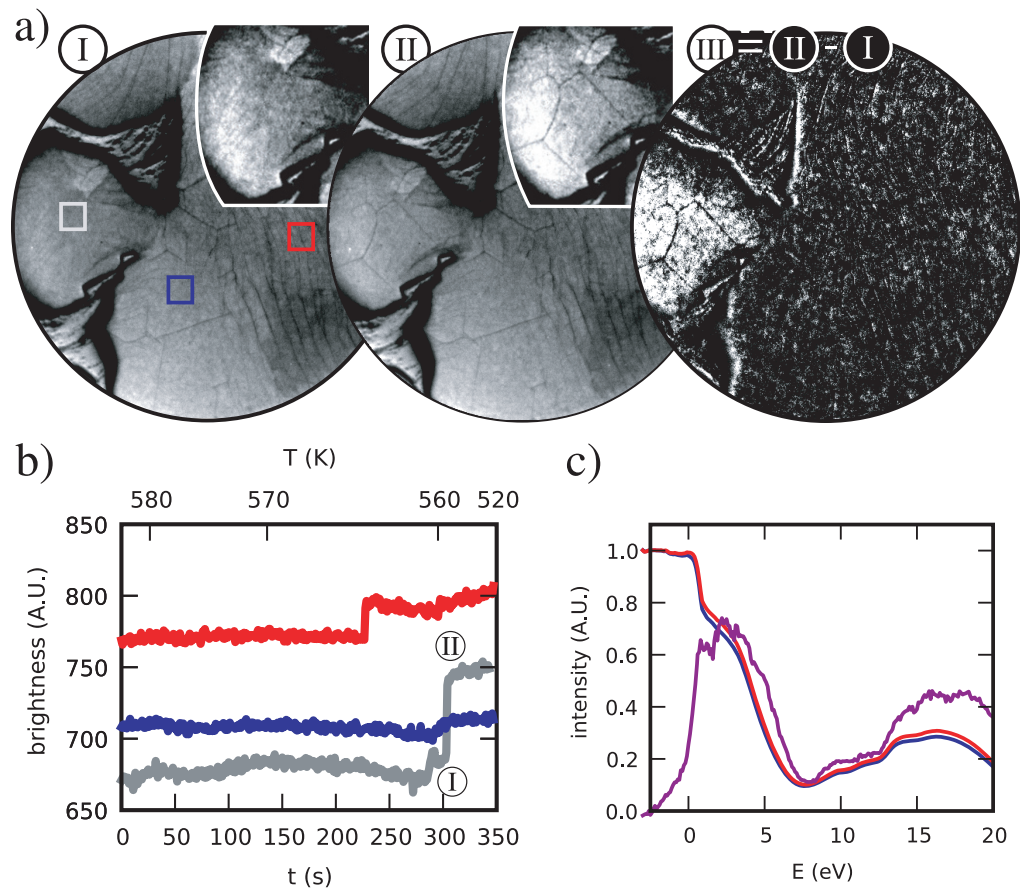 a)
I
II
III = II - I
b)
T (K)
580 570 560 520
850
800
750
700
650
brightness (A.U.)
II
I
0 50 100 150 200 250 300 350
t (s)
c)
1.0
0.8
0.6
0.4
0.2
0.0
intensity (A.U.)
0 5 10 15 20
E (eV)